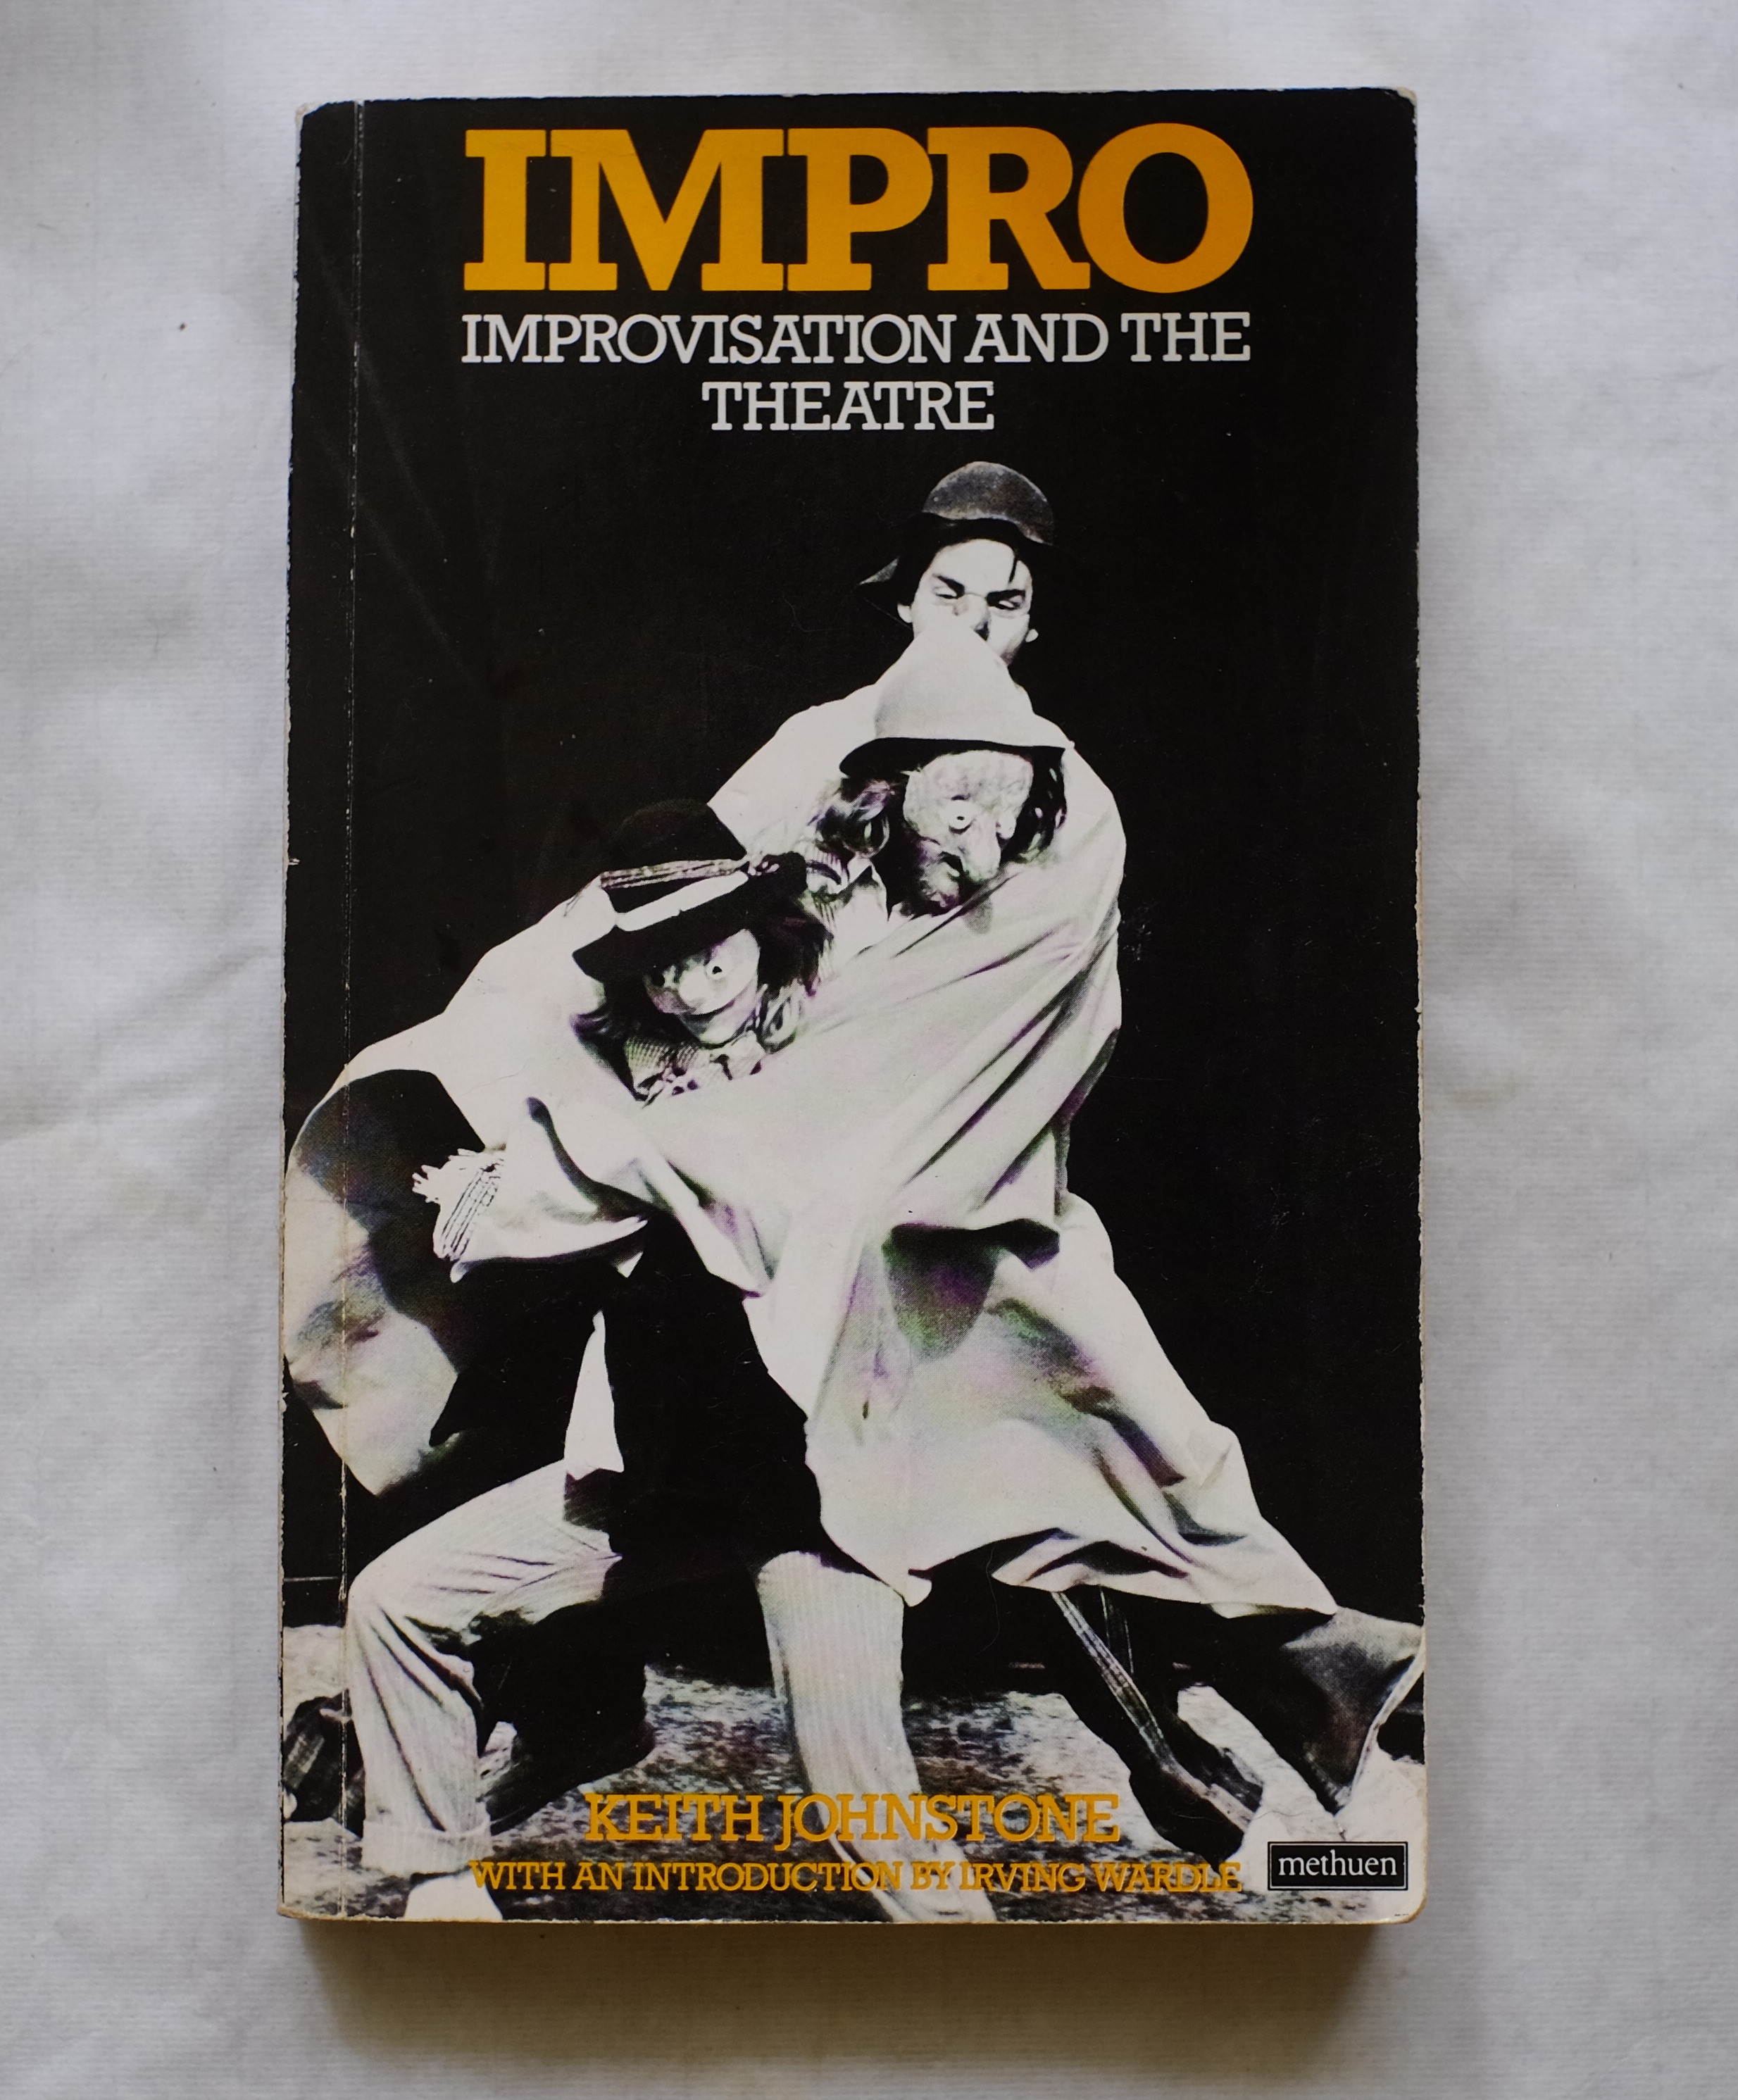 IMPRO
IMPROVISATION AND THE
THEATRE
KEITH JOHNSTONE
WITH AN INTRODUCTION BY IRVING WARDLE
methuen